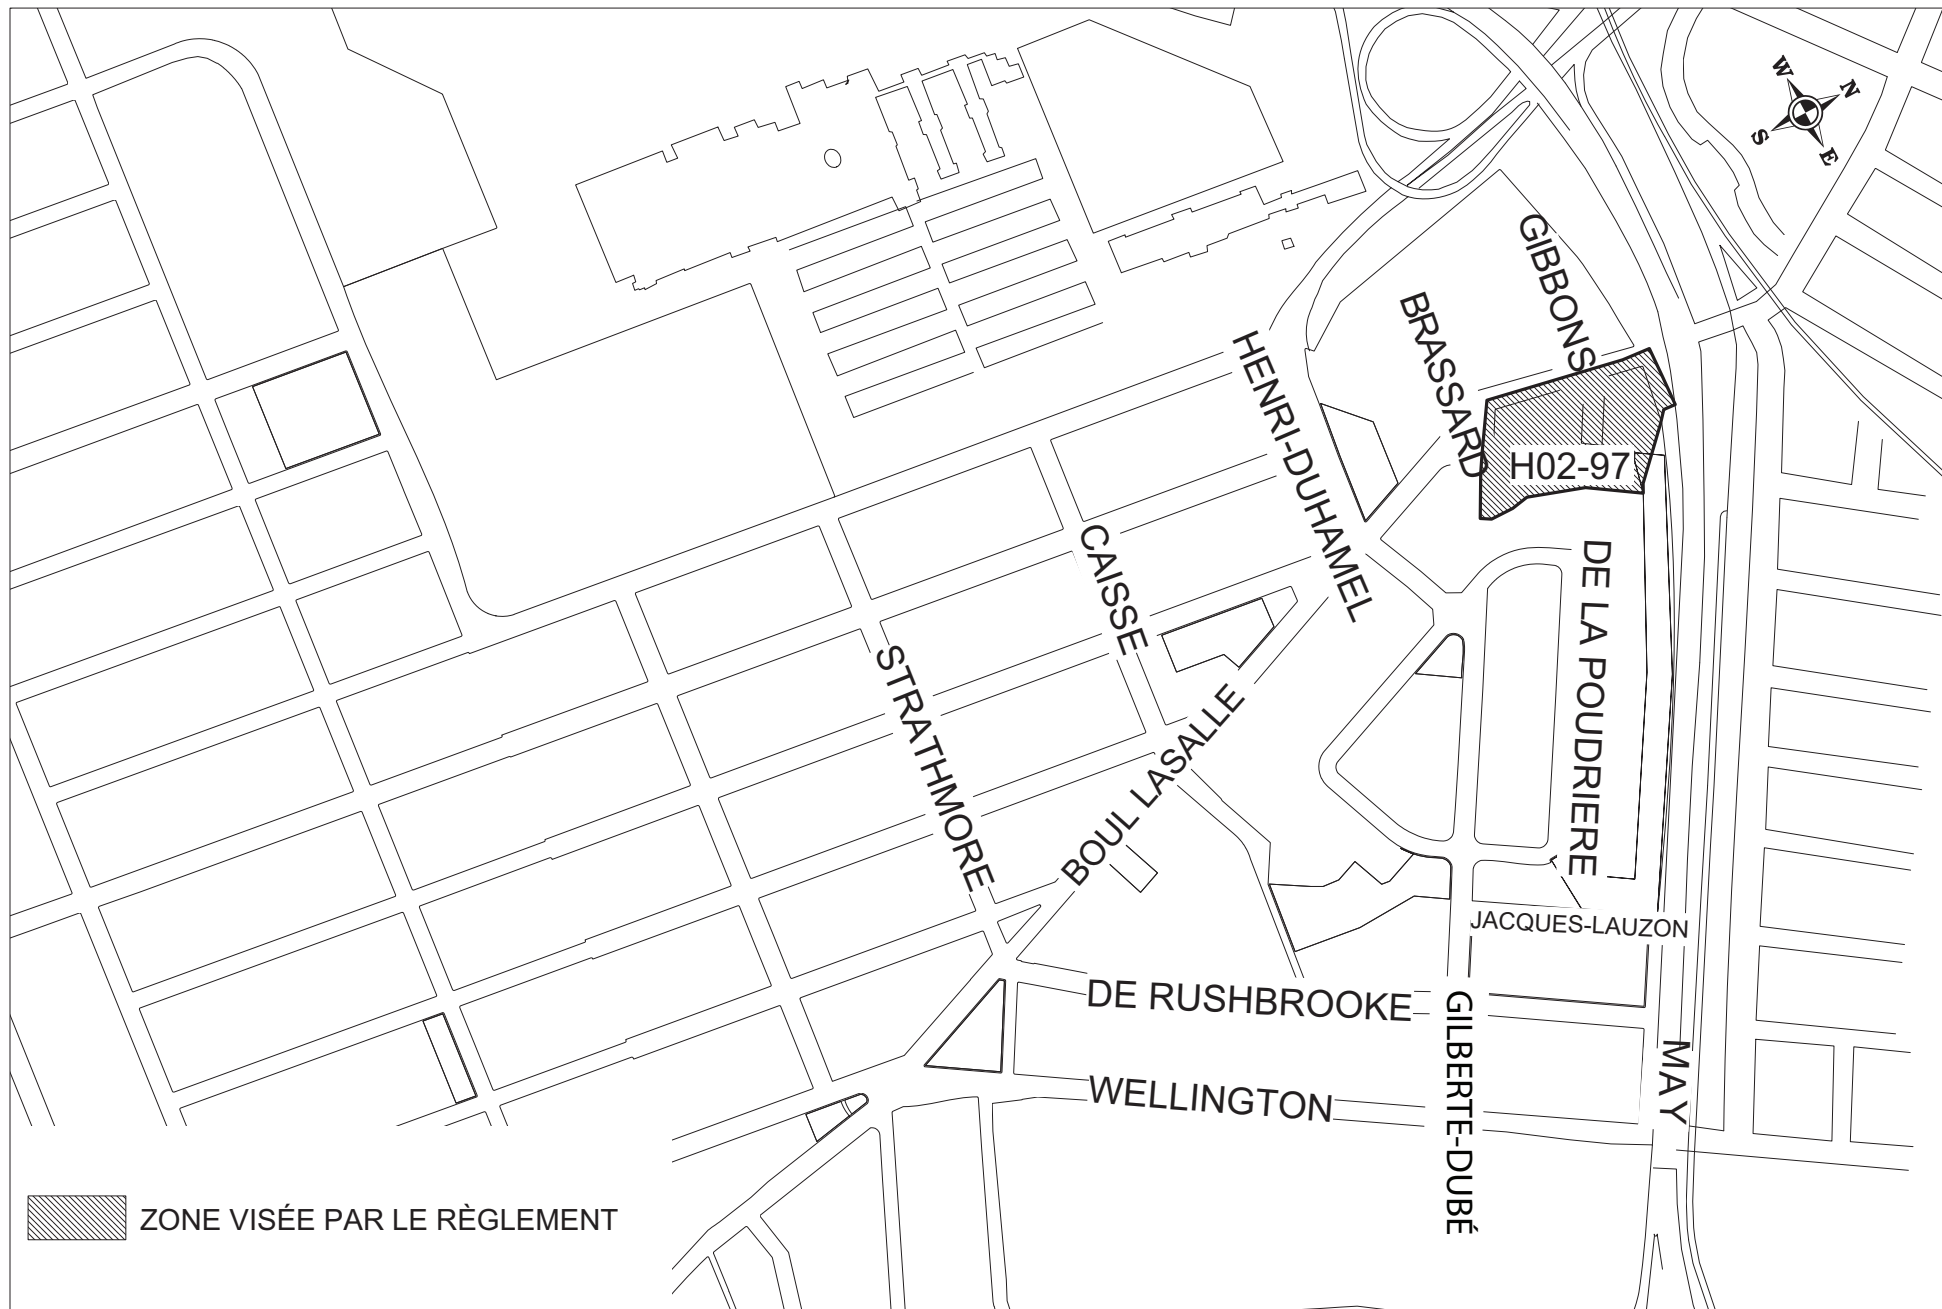 W
N
S
E
GIBBONS
BRASSARD
HENRI-DUHAMEL
H02-97
CAISSE
DE LA POUDRIERE
STRATHMORE
BOUL LASALLE
JACQUES-LAUZON
DE RUSHBROOKE
GILBERTE-DUBÉ
MAY
WELLINGTON
ZONE VISÉE PAR LE RÈGLEMENT